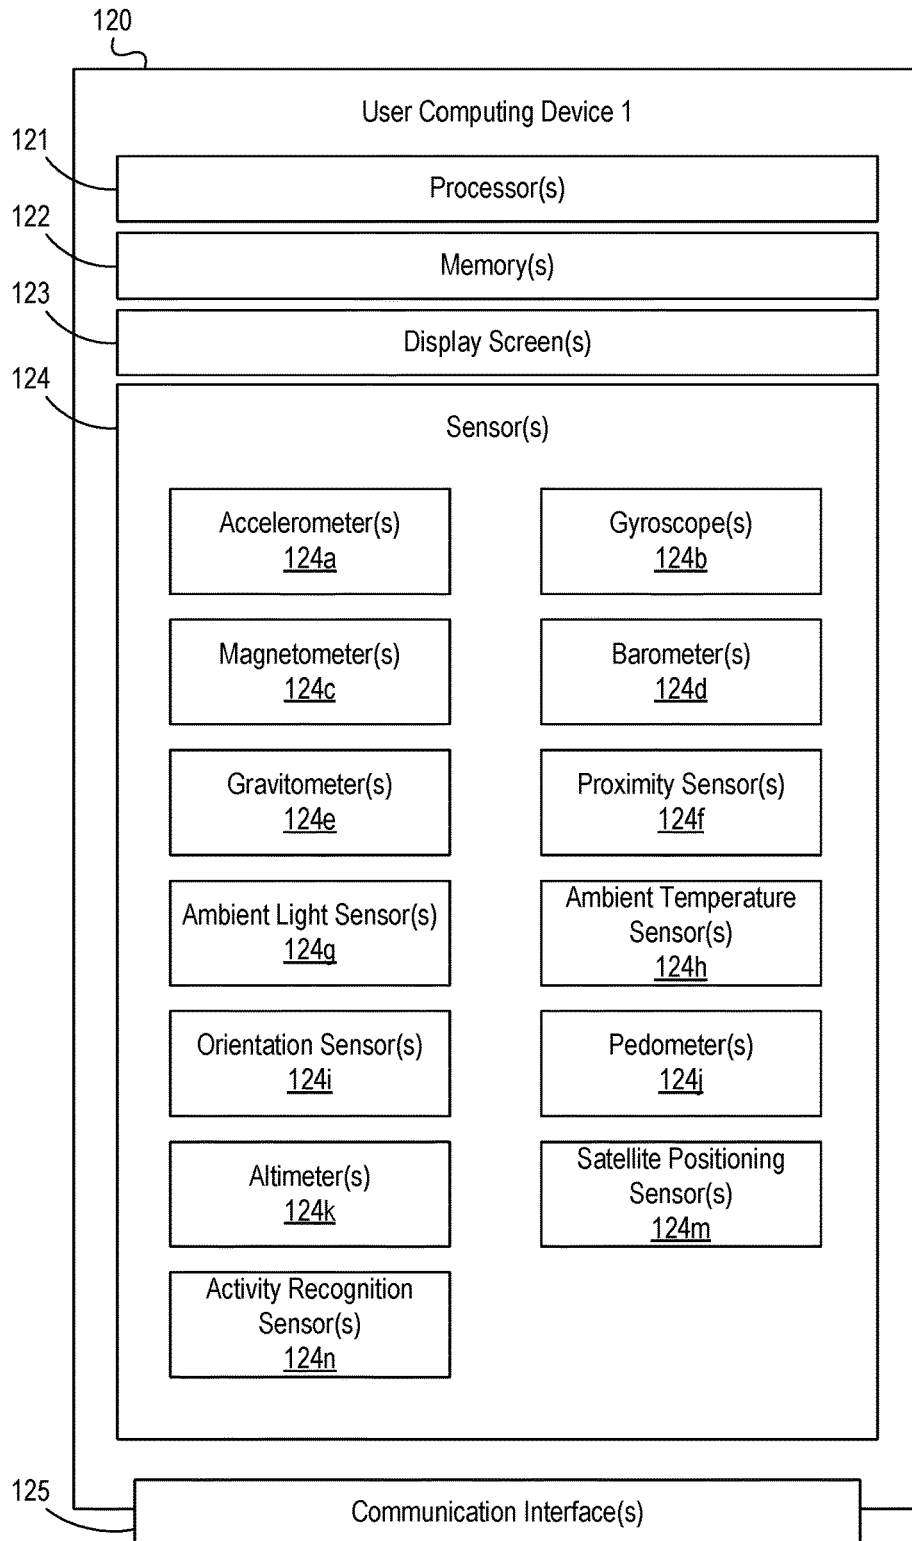 120
User Computing Device 1
121
Processor(s)
122
Memory(s)
123
Display Screen(s)
124
Sensor(s)
Accelerometer(s)
124a
Gyroscope(s)
124b
Magnetometer(s)
124c
Barometer(s)
124d
Gravitometer(s)
124e
Proximity Sensor(s)
124f
Ambient Light Sensor(s)
124g
Ambient Temperature
Sensor(s)
124h
Orientation Sensor(s)
124i
Pedometer(s)
124j
Altimeter(s)
124k
Satellite Positioning
Sensor(s)
124m
Activity Recognition
Sensor(s)
124n
125
Communication Interface(s)